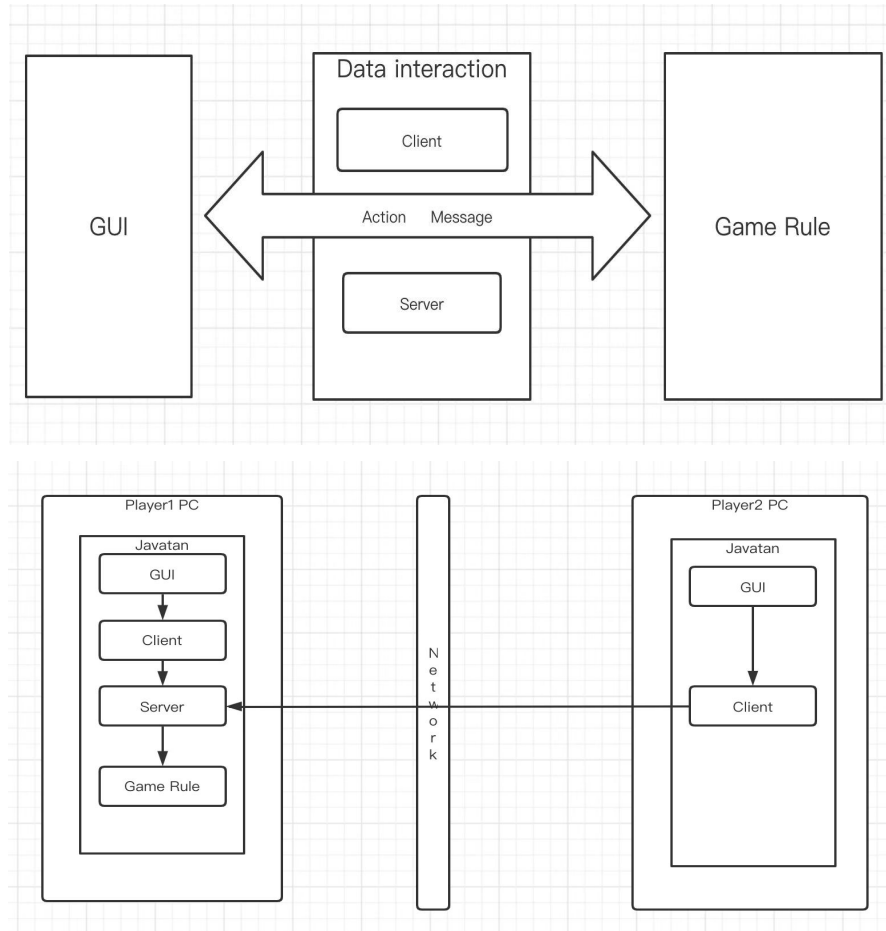 Data interaction
Client
GUI
Action Message
Game Rule
Server
Player1 PC
Javatan
GUI
Client
Server
Game Rule
Network
Player2 PC
Javatan
GUI
Client